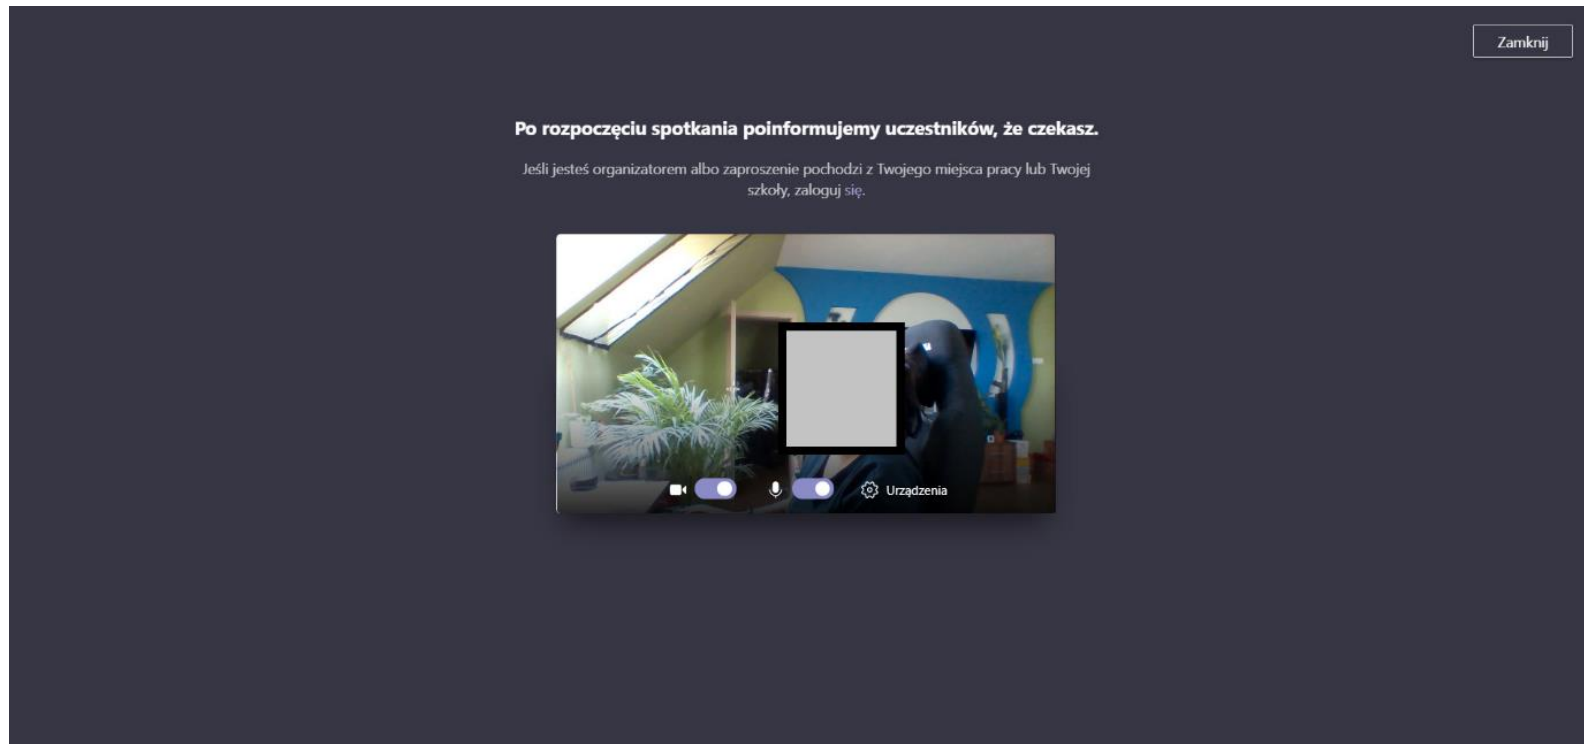 Zamknij
Po rozpoczęciu spotkania poinformujemy uczestników, że czekasz.
Jeśli jesteś organizatorem albo zaproszenie pochodzi z Twojego miejsca pracy lub Twojej
szkoły, zaloguj się.
Urządzenia